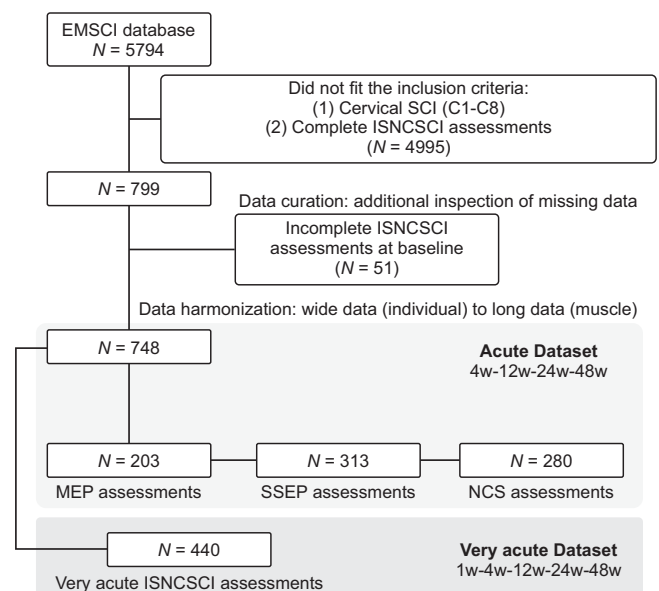 EMSCI database
N = 5794
Did not fit the inclusion criteria:
(1) Cervical SCI (C1-C8)
(2) Complete ISNCSCI assessments
(N = 4995)
N = 799
Data curation: additional inspection of missing data
Incomplete ISNCSCI
assessments at baseline
(N = 51)
Data harmonization: wide data (individual) to long data (muscle)
N = 748
Acute Dataset
4w-12w-24w-48w
N = 203
N = 313
N = 280
MEP assessments
SSEP assessments
NCS assessments
N = 440
Very acute Dataset
1w-4w-12w-24w-48w
Very acute ISNCSCI assessments